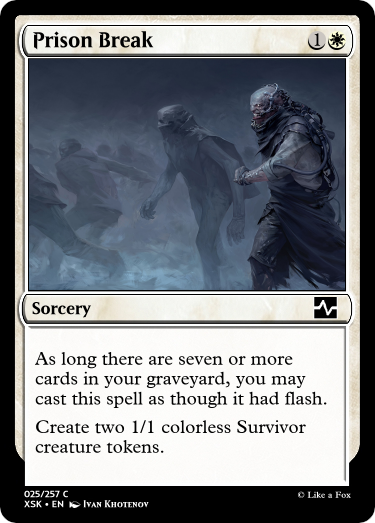 Prison Break 1
Sorcery
As long there are seven or more
cards in your graveyard, you may
cast this spell as though it had flash.
Create two 1/1 colorless Survivor
creature tokens.
025/257 C
XSK • EN Ivan Khotenov
© Like a Fox